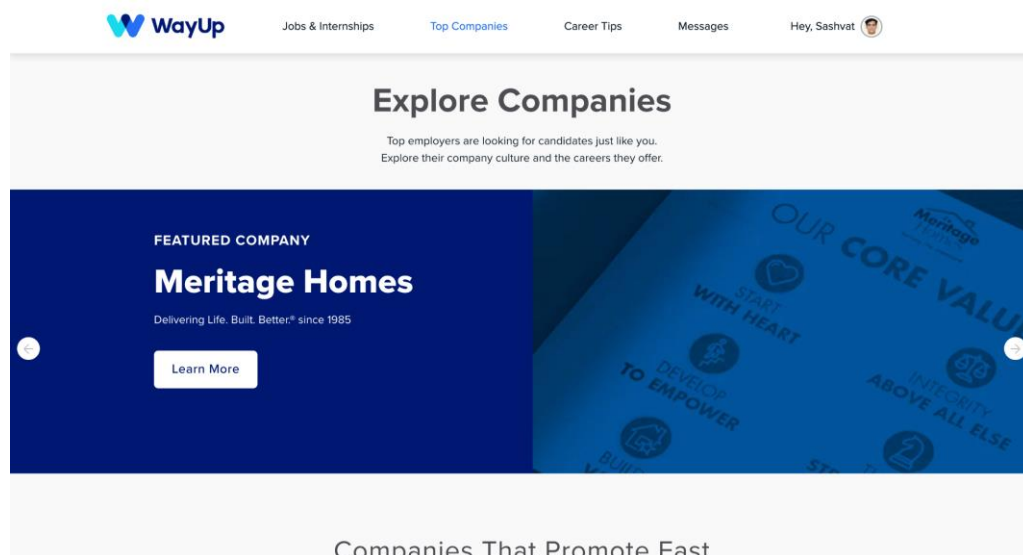 WayUp
Jobs & Internships
Top Companies
Career Tips
Messages
Hey, Sashvat
Explore Companies
Top employers are looking for candidates just like you.
Explore their company culture and the careers they offer.
FEATURED COMPANY
Meritage Homes
Delivering Life. Built. Better.® since 1985
Learn More
OUR CORE VALU
Meritage
START
WITH HEART
DEVELOP
TO EMPOWER
INTEGRITY
ABOVE ALL ELSE
Companies That Promote Fast